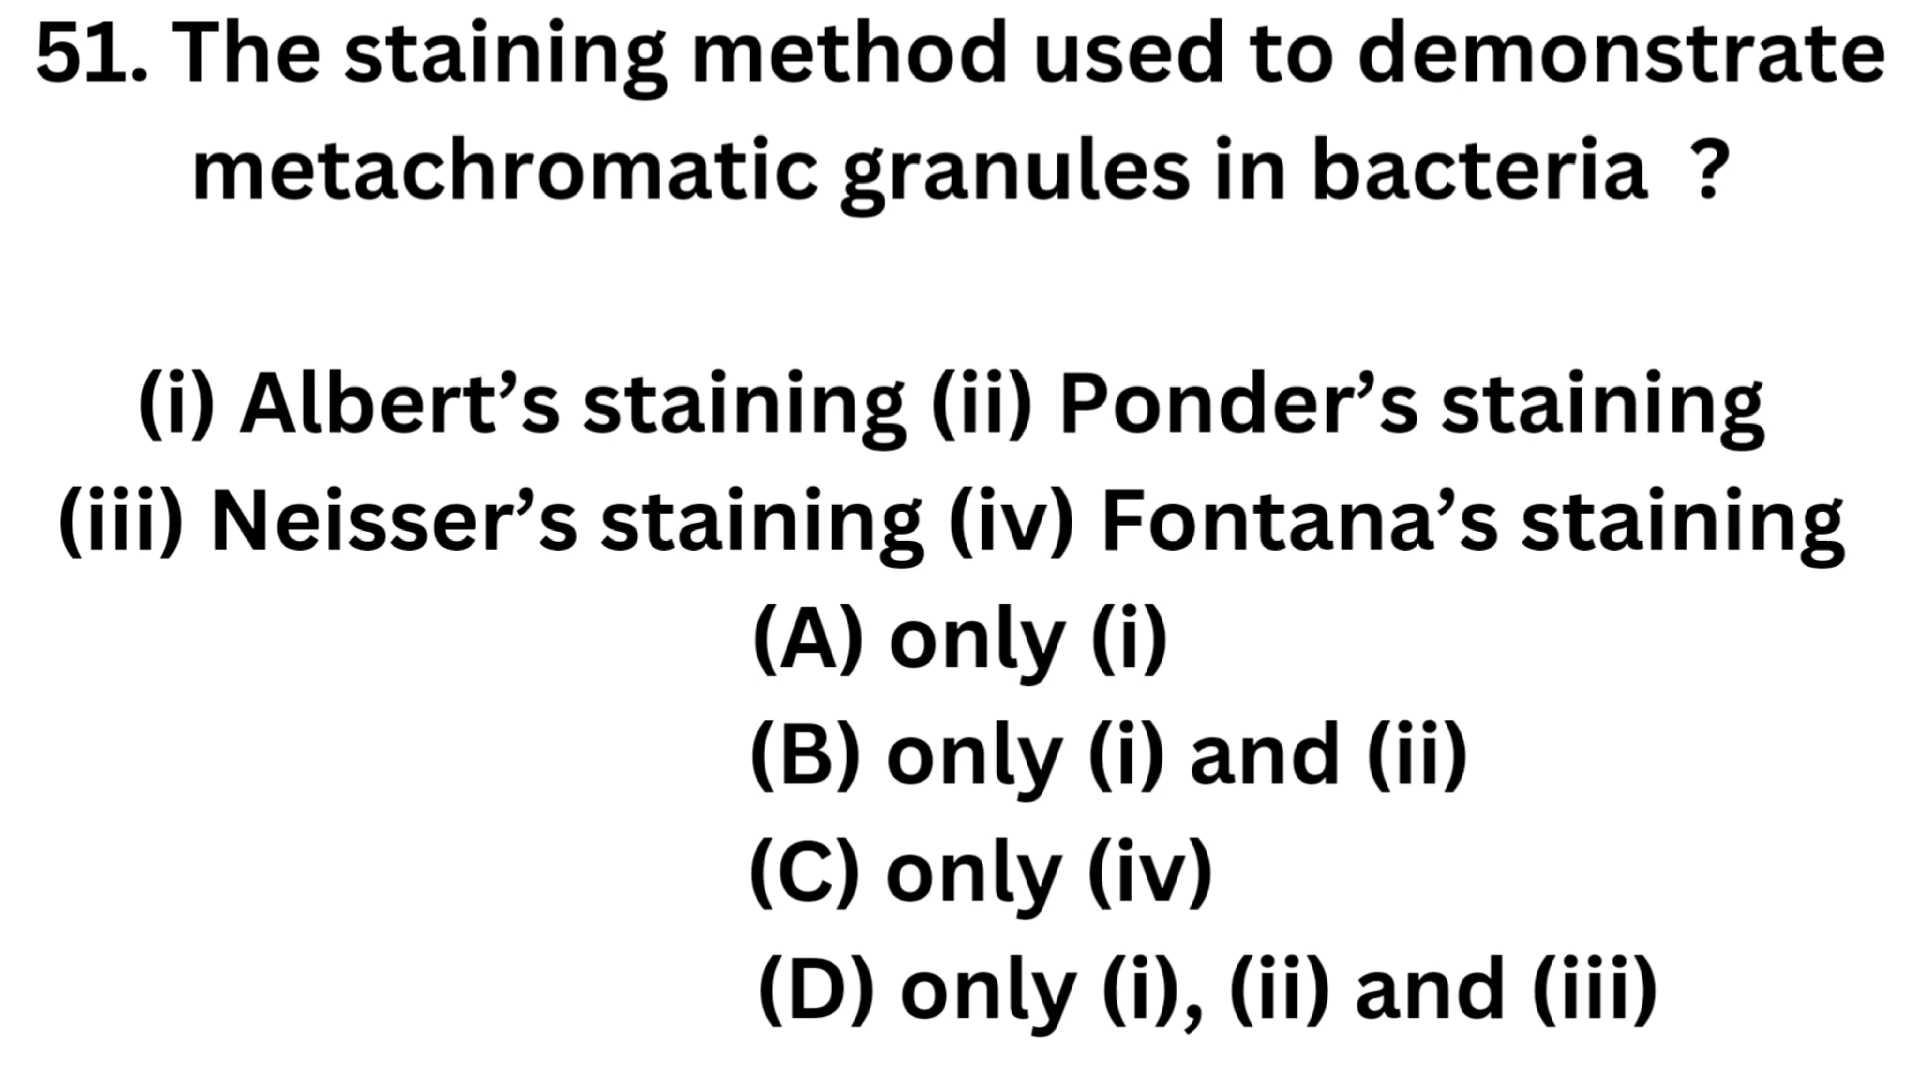 51. The staining method used to demonstrate
metachromatic granules in bacteria ?
(i) Albert’s staining (ii) Ponder’s staining
(iii) Neisser’s staining (iv) Fontana’s staining
(A) only (i)
(B) only (i) and (ii)
(C) only (iv)
(D) only (i), (ii) and (iii)